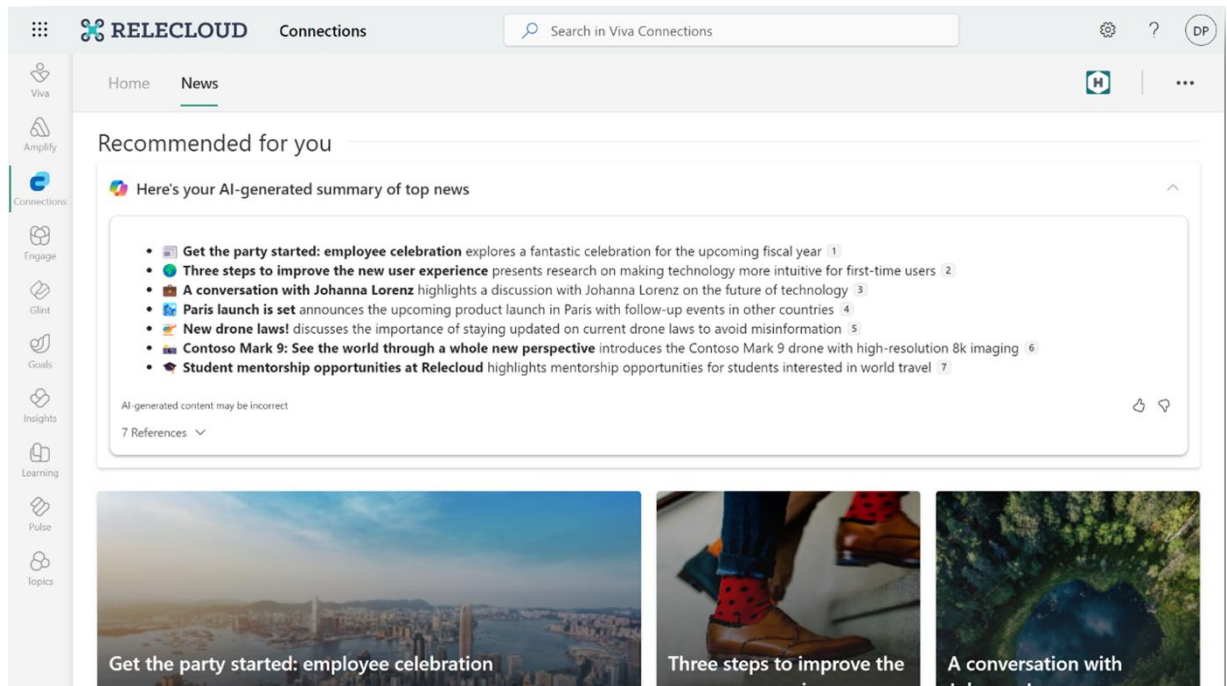 RELECLOUD
Connections
Search in Viva Connections
?
DP
Viva
Amplify
Connections
Engage
Glint
Goals
Insights
Learning
Pulse
Topics
Home
News
H
Recommended for you
Here's your AI-generated summary of top news
• Get the party started: employee celebration explores a fantastic celebration for the upcoming fiscal year 1
• Three steps to improve the new user experience presents research on making technology more intuitive for first-time users 2
• A conversation with Johanna Lorenz highlights a discussion with Johanna Lorenz on the future of technology 3
• Paris launch is set announces the upcoming product launch in Paris with follow-up events in other countries 4
• New drone laws! discusses the importance of staying updated on current drone laws to avoid misinformation 5
• Contoso Mark 9: See the world through a whole new perspective introduces the Contoso Mark 9 drone with high-resolution 8k imaging 6
• Student mentorship opportunities at Relecloud highlights mentorship opportunities for students interested in world travel 7
AI-generated content may be incorrect
7 References
Get the party started: employee celebration
Three steps to improve the
A conversation with